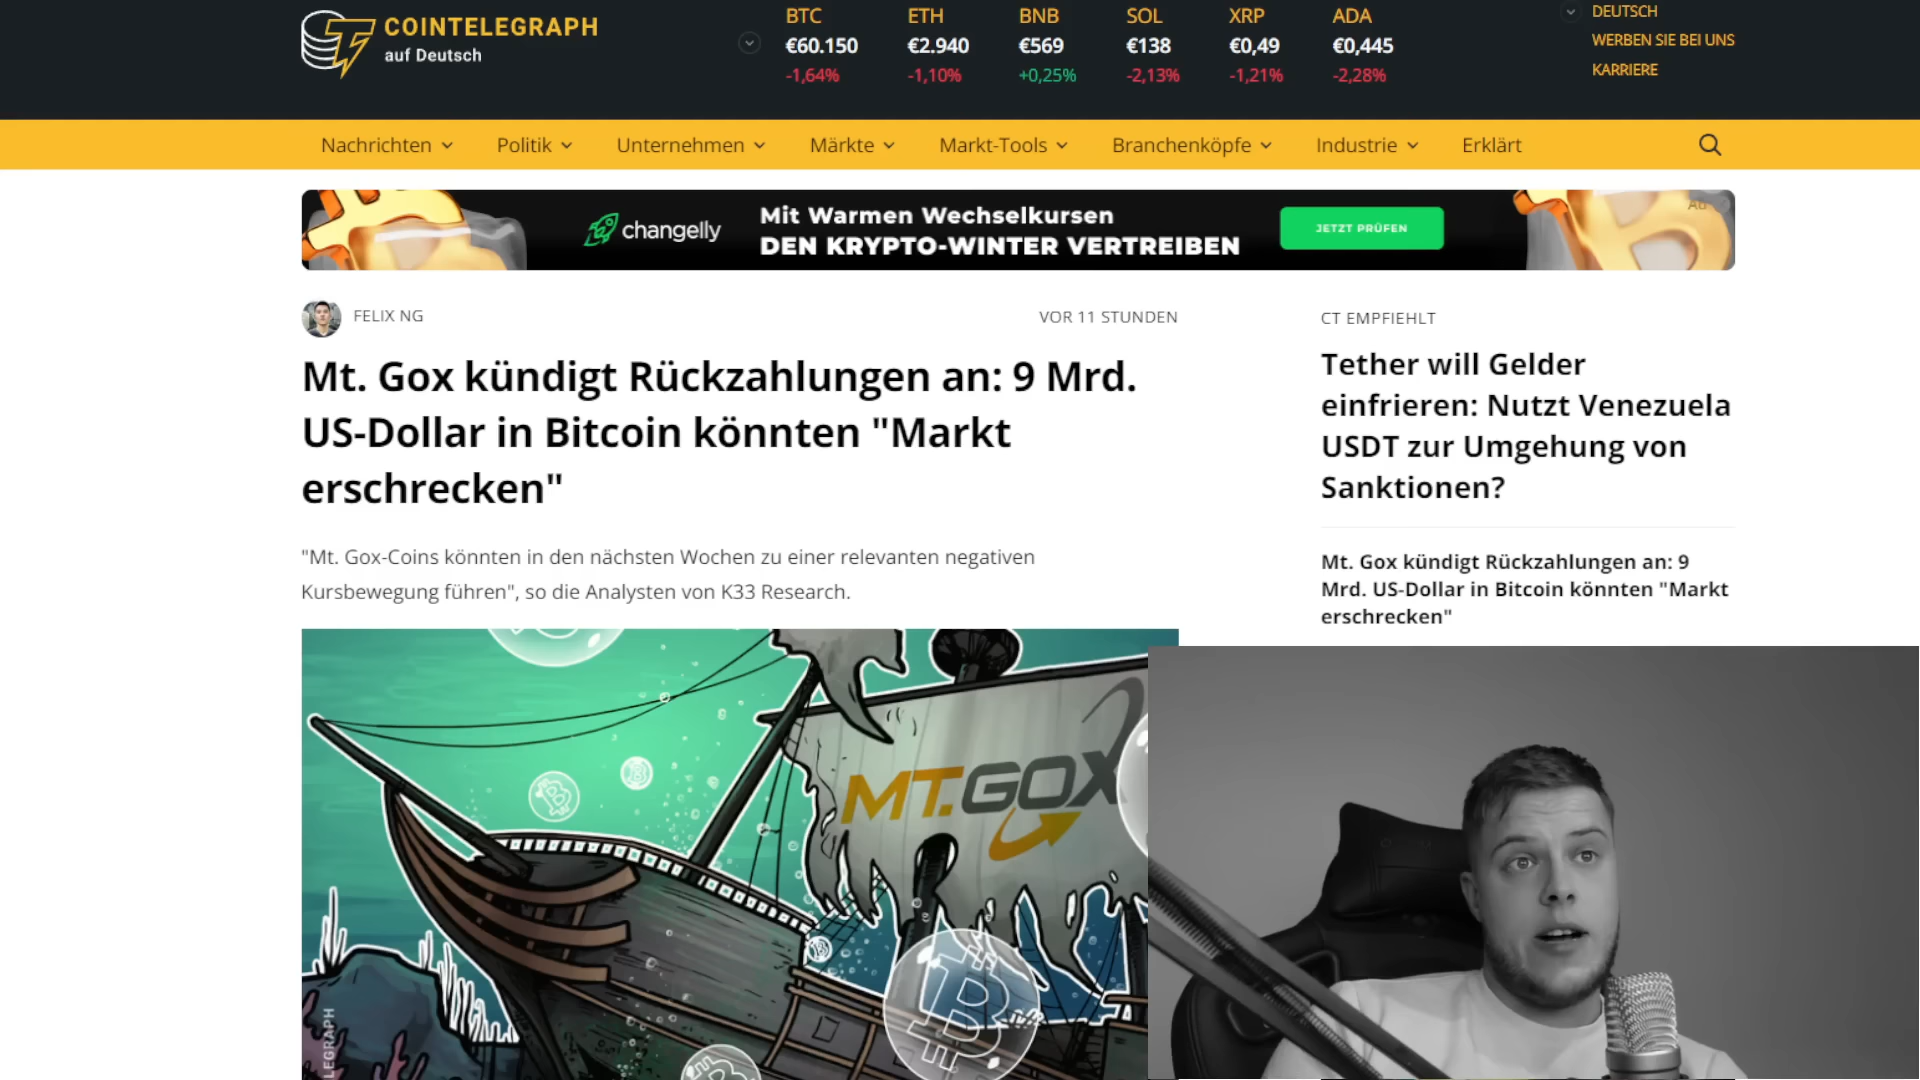 COINTELEGRAPH
auf Deutsch
BTC
€60.150
-1,64%
ETH
€2.940
-1,10%
BNB
€569
+0,25%
SOL
€138
-2,13%
XRP
€0,49
-1,21%
ADA
€0,445
-2,28%
DEUTSCH
WERBEN SIE BEI UNS
KARRIERE
Nachrichten
Politik
Unternehmen
Märkte
Markt-Tools
Branchenköpfe
Industrie
Erklärt
changelly
Mit Warmen Wechselkursen
DEN KRYPTO-WINTER VERTREIBEN
JETZT PRÜFEN
Ad
FELIX NG
VOR 11 STUNDEN
Mt. Gox kündigt Rückzahlungen an: 9 Mrd.
US-Dollar in Bitcoin könnten "Markt
erschrecken"
"Mt. Gox-Coins könnten in den nächsten Wochen zu einer relevanten negativen
Kursbewegung führen", so die Analysten von K33 Research.
MT.GOX
LEGRAPH
CT EMPFIEHLT
Tether will Gelder
einfrieren: Nutzt Venezuela
USDT zur Umgehung von
Sanktionen?
Mt. Gox kündigt Rückzahlungen an: 9
Mrd. US-Dollar in Bitcoin könnten "Markt
erschrecken"